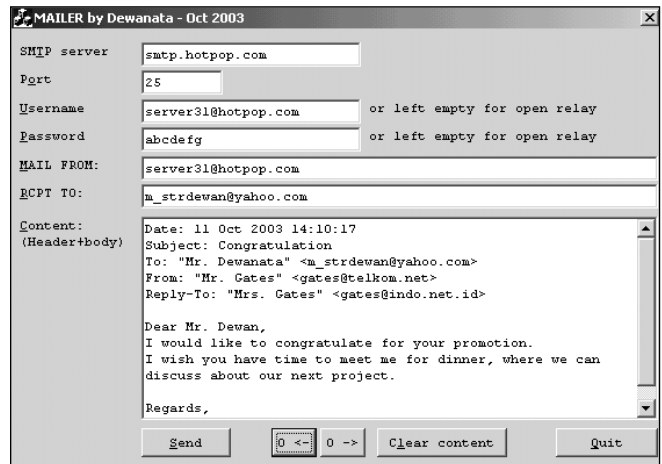 MAILER by Dewanata - Oct 2003
SMTP server smtp.hotpop.com
Port 25
Username server31@hotpop.com or left empty for open relay
Password abcdefg or left empty for open relay
MAIL FROM: server31@hotpop.com
RCPT TO: m_strdewan@yahoo.com
Content:
(Header+body)
Date: 11 Oct 2003 14:10:17
Subject: Congratulation
To: "Mr. Dewanata" <m_strdewan@yahoo.com>
From: "Mr. Gates" <gates@telkom.net>
Reply-To: "Mrs. Gates" <gates@indo.net.id>
Dear Mr. Dewan,
I would like to congratulate for your promotion.
I wish you have time to meet me for dinner, where we can
discuss about our next project.
Regards,
Send 0 <- 0 -> Clear content Quit